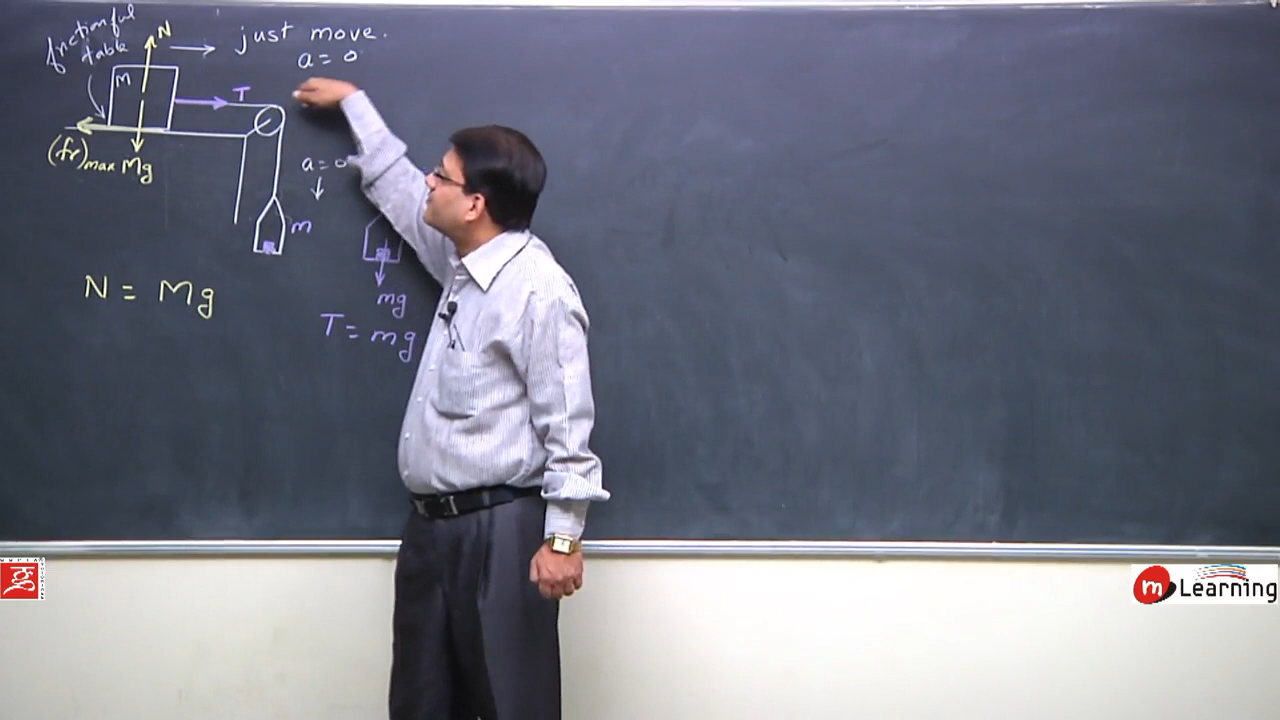 frictionful
table
N
just move.
a = 0
M
T
(fr)max
Mg
a = 0
m
N = Mg
mg
T = mg
m Learning